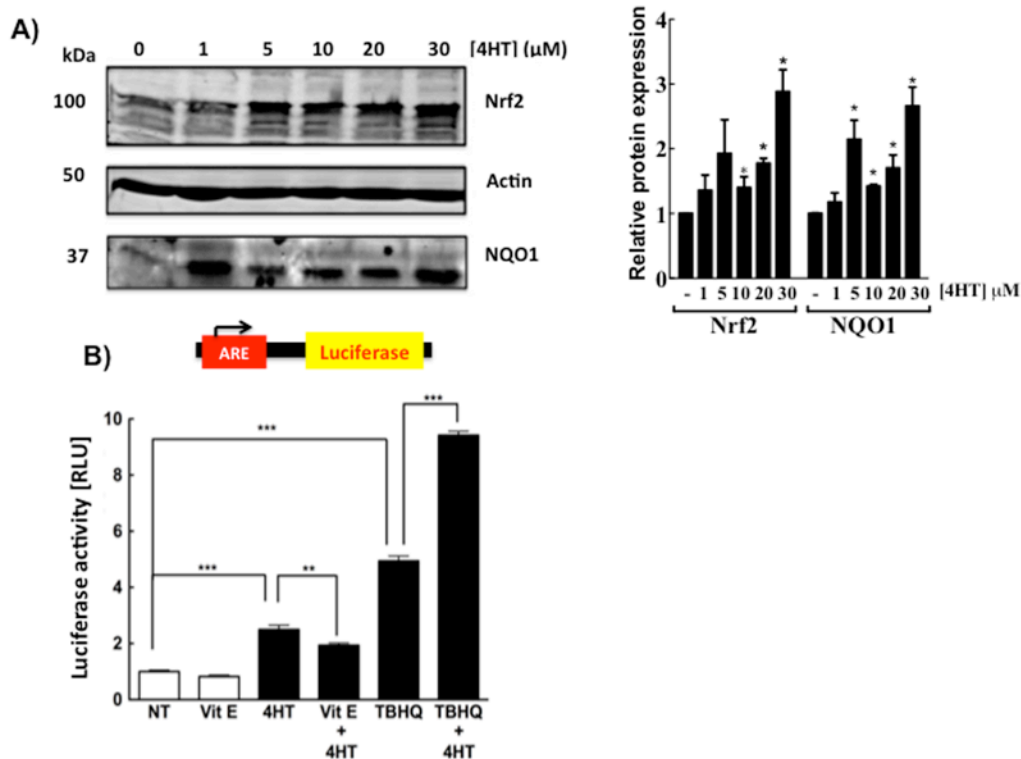 A)
kDa
0 1 5 10 20 30 [4HT] (μM)
100
Nrf2
50
Actin
37
NQO1
Relative protein expression
4
3
2
1
0
* * * * * * *
- 1 5 10 20 30 - 1 5 10 20 30 [4HT] μM
Nrf2 NQO1
B)
ARE Luciferase
Luciferase activity [RLU]
10
8
6
4
2
0
***
***
***
**
NT Vit E 4HT Vit E + 4HT TBHQ TBHQ + 4HT